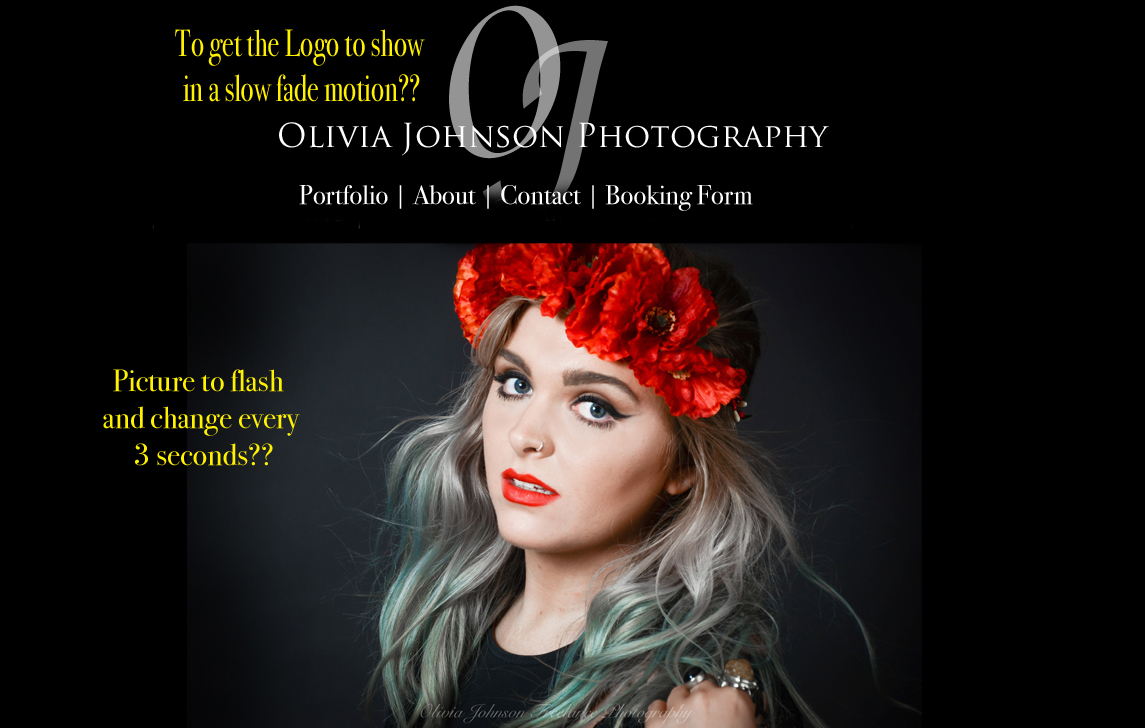 To get the Logo to show
in a slow fade motion??
OJ
Olivia Johnson Photography
Portfolio | About | Contact | Booking Form
Picture to flash
and change every
3 seconds??
Olivia Johnson Photography